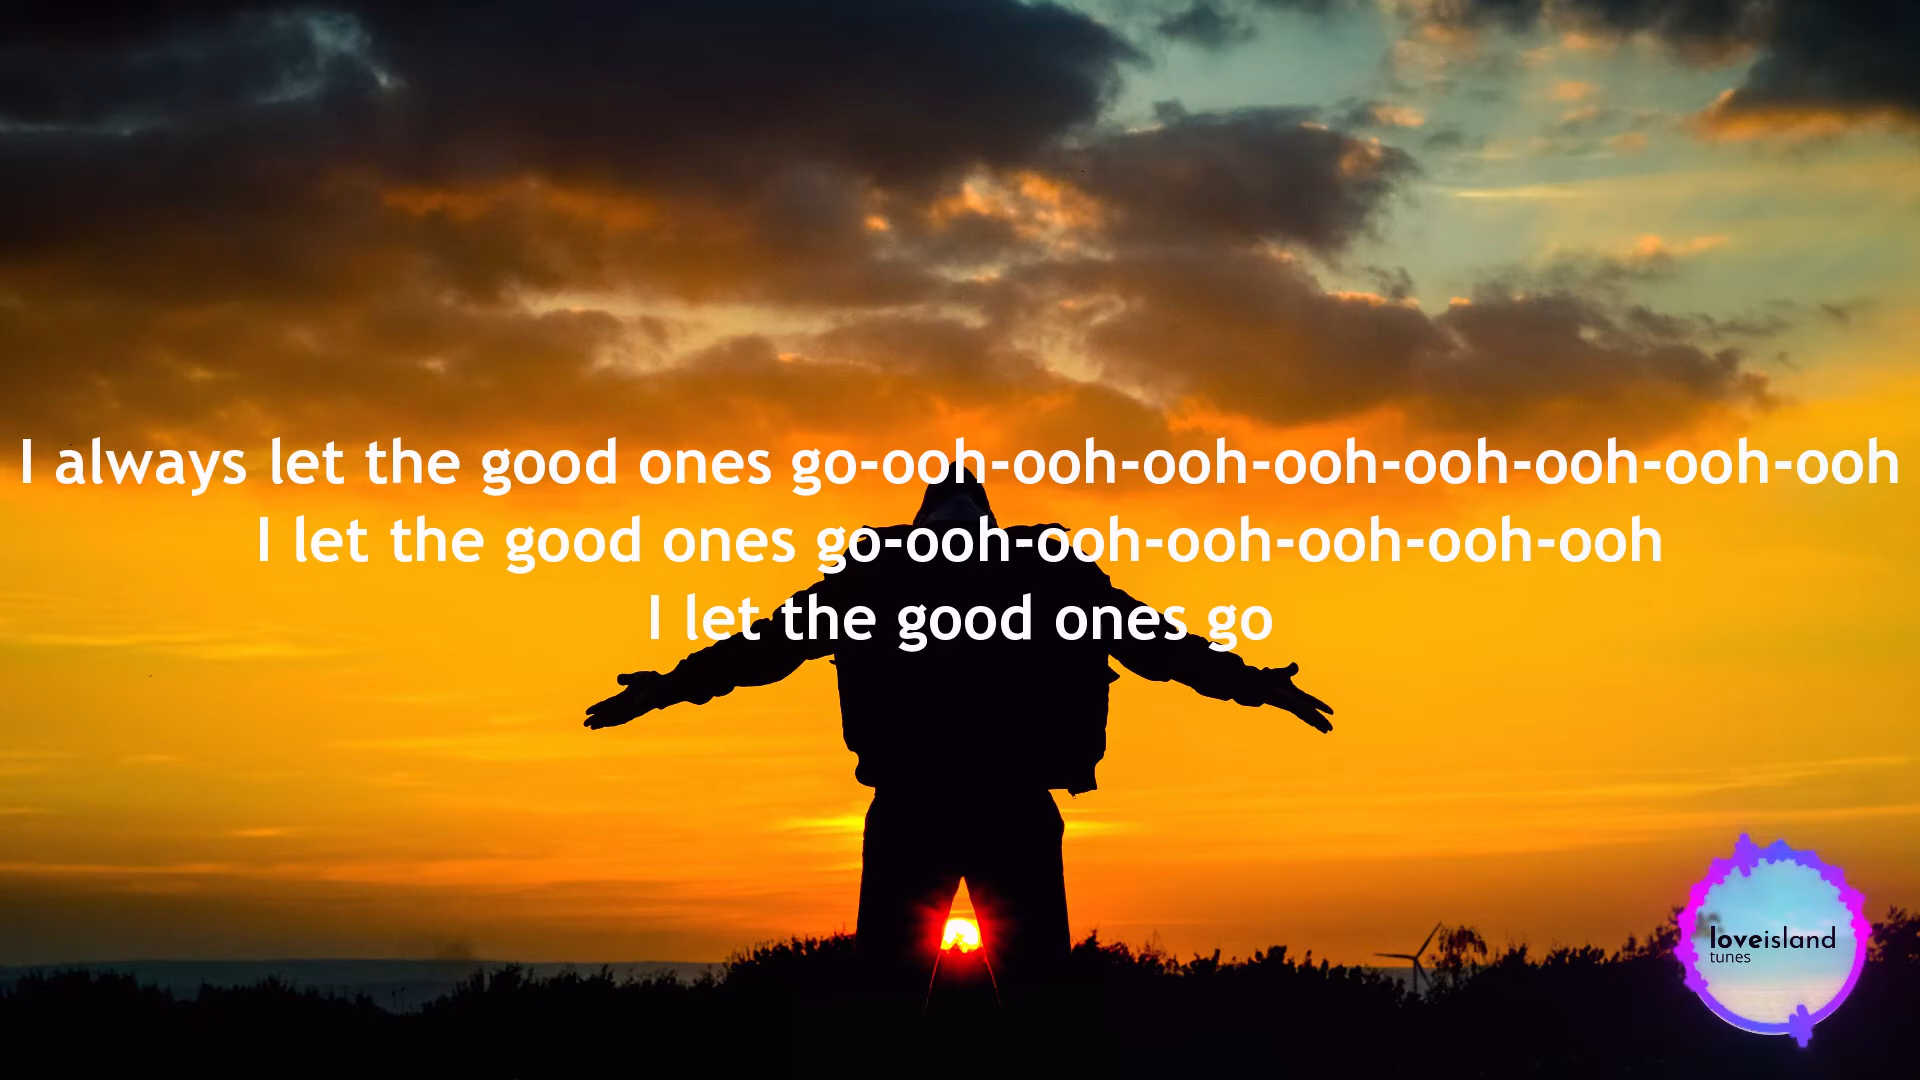 I always let the good ones go-ooh-ooh-ooh-ooh-ooh-ooh-ooh-ooh
I let the good ones go-ooh-ooh-ooh-ooh-ooh-ooh
I let the good ones go
loveisland
tunes